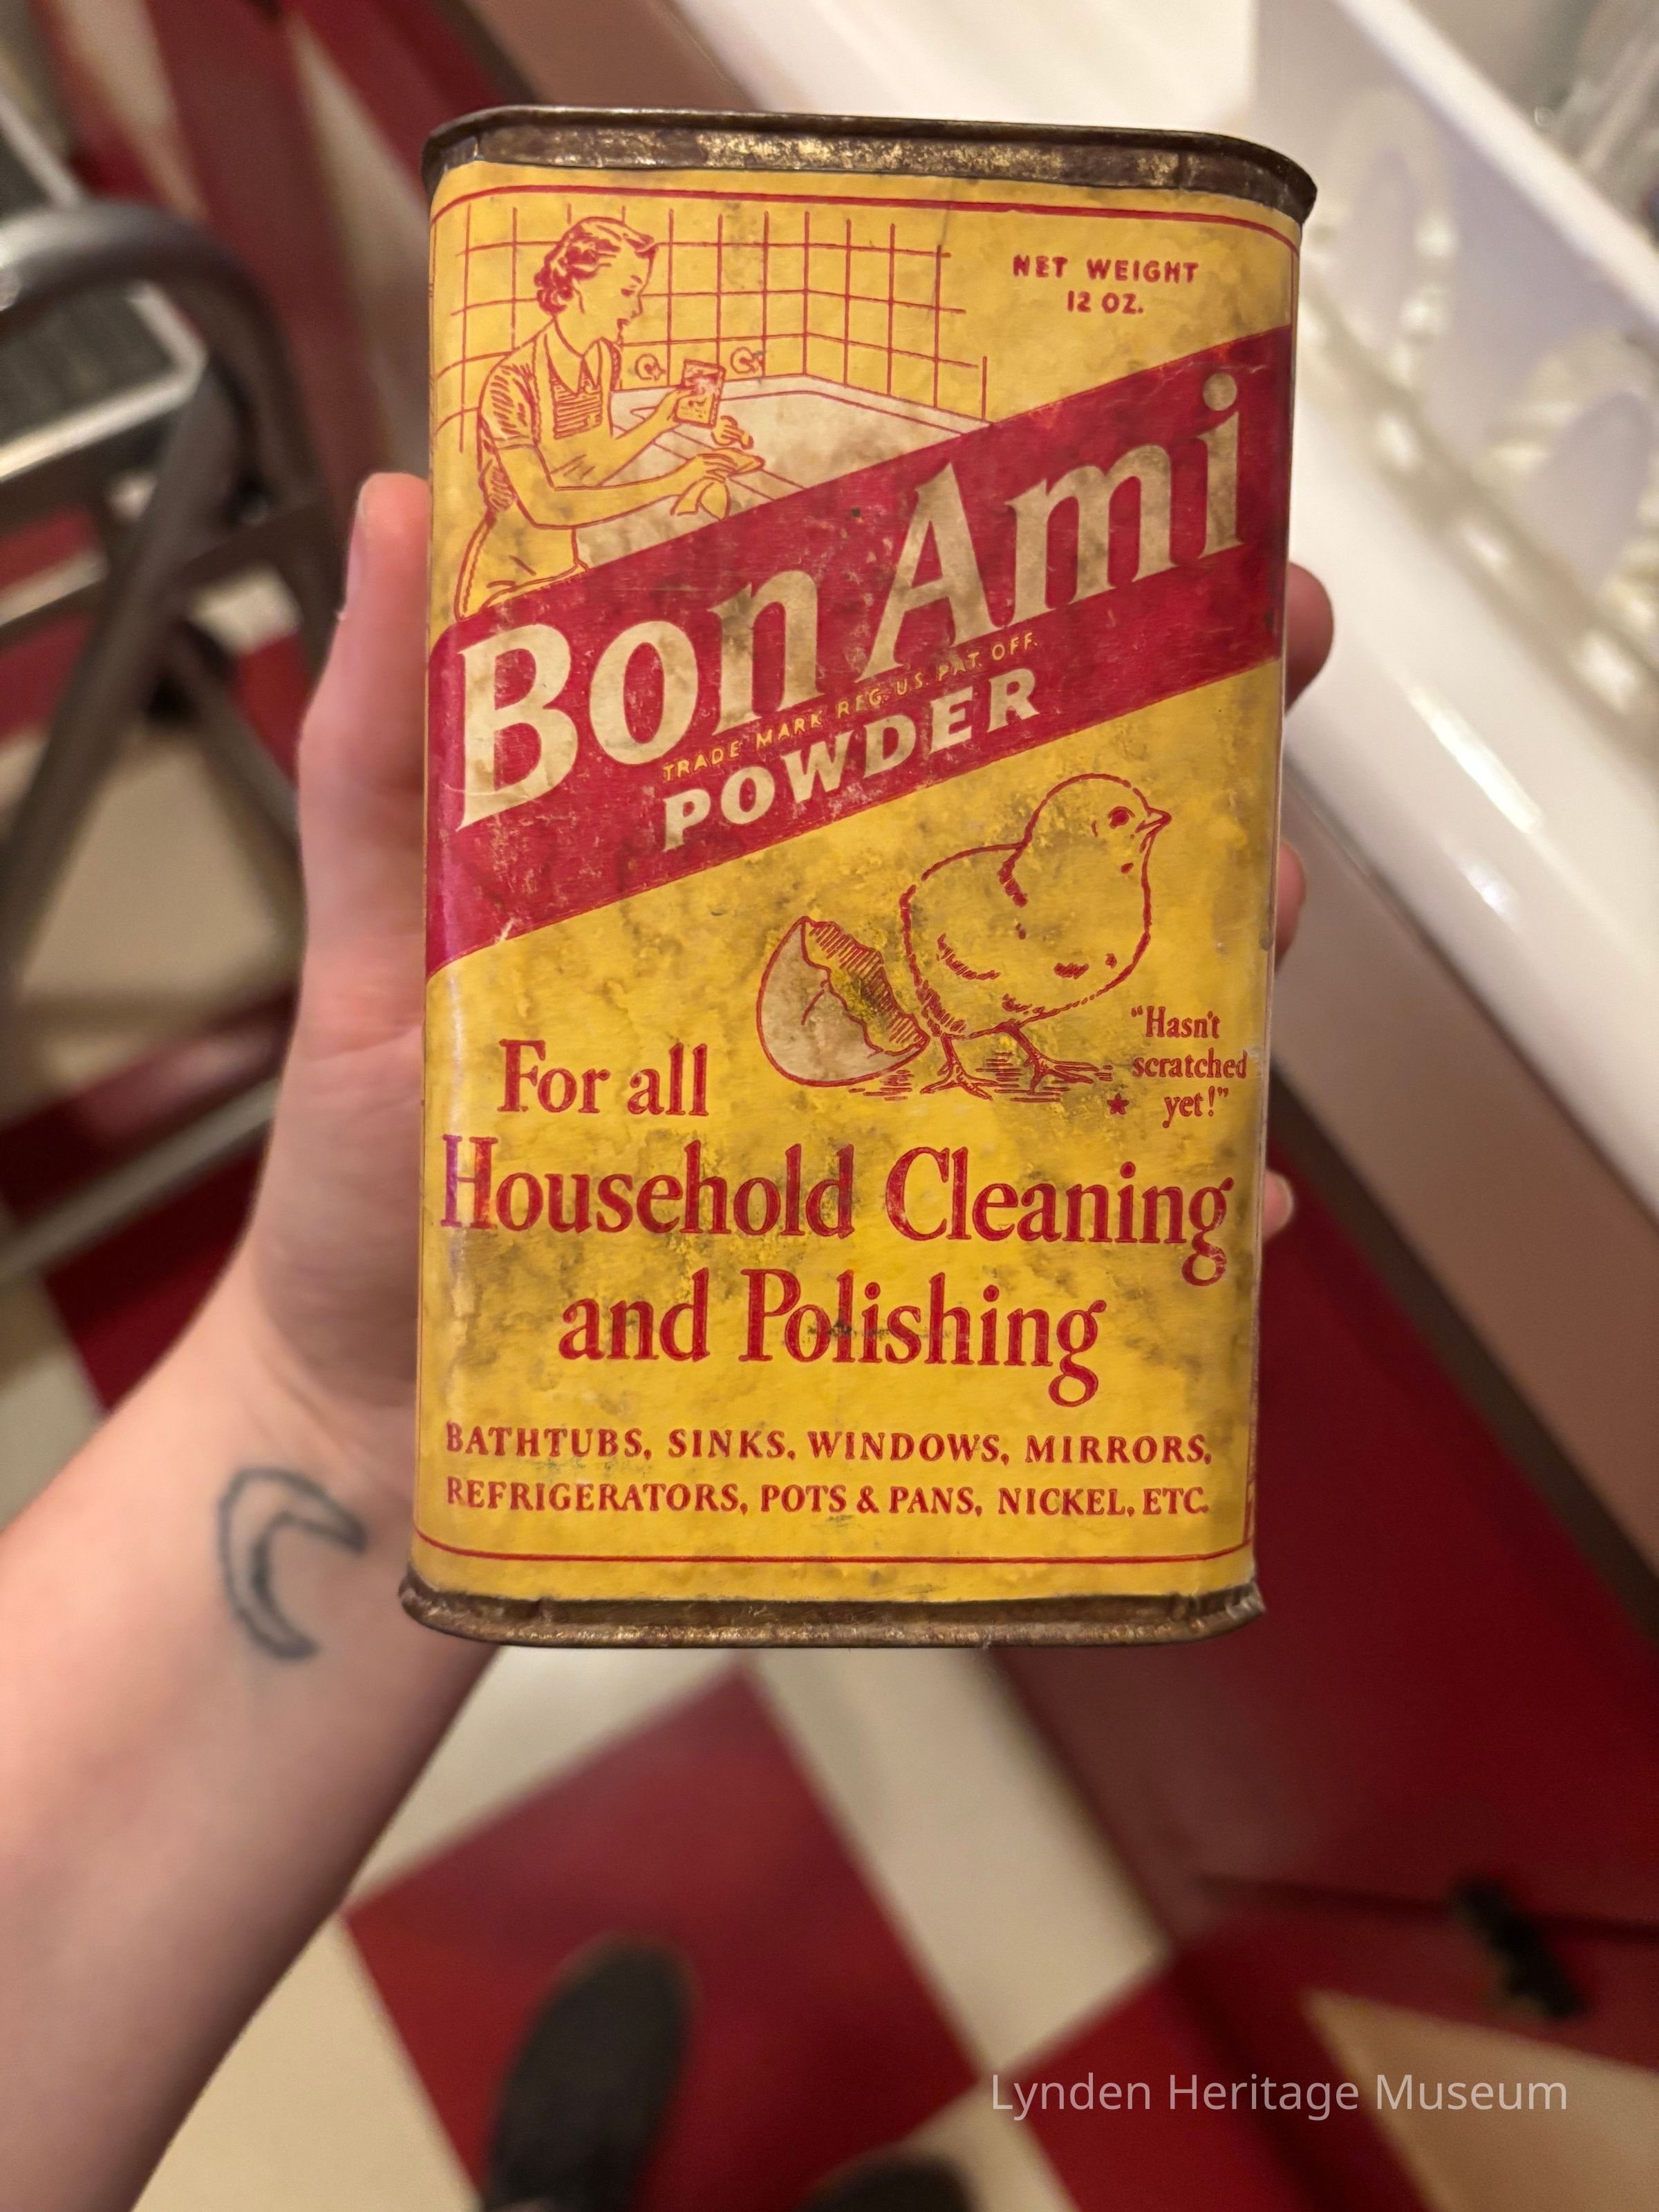 NET WEIGHT
12 OZ.
Bon Ami
TRADE MARK REG. U.S. PAT. OFF.
POWDER
"Hasn't
scratched
yet!"
For all
Household Cleaning
and Polishing
BATHTUBS, SINKS, WINDOWS, MIRRORS,
REFRIGERATORS, POTS & PANS, NICKEL, ETC.
Lynden Heritage Museum